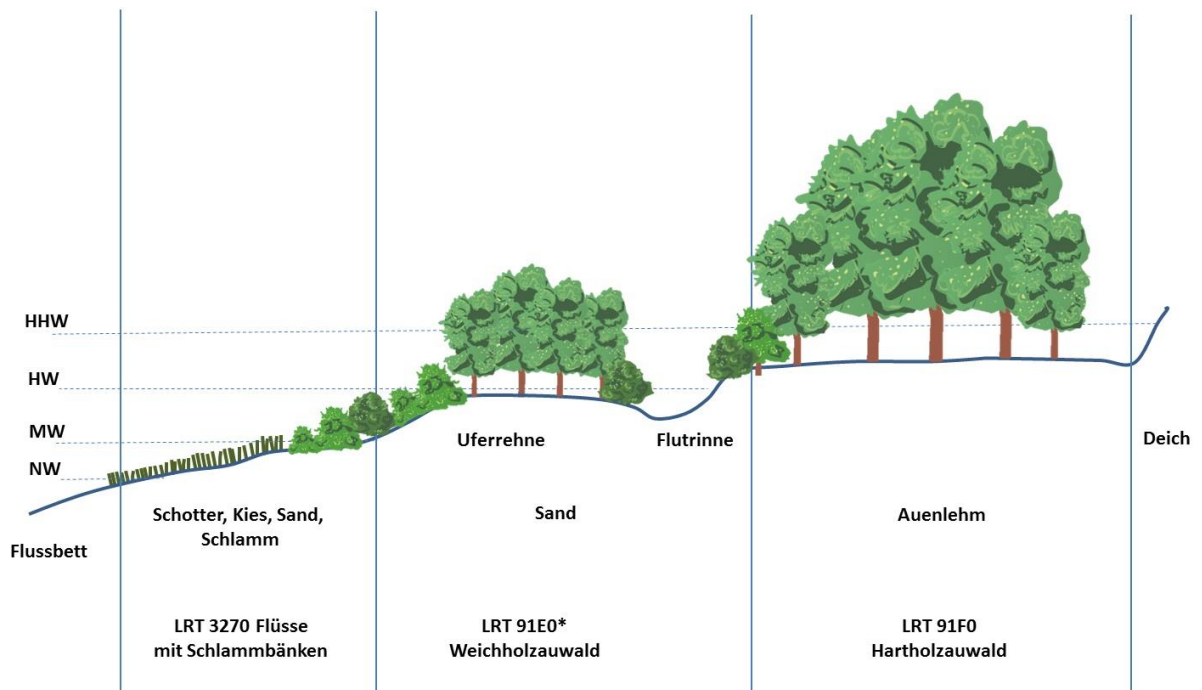 HHW
HW
MW
NW
Uferrehne
Flutrinne
Deich
Flussbett
Schotter, Kies, Sand,
Schlamm
Sand
Auenlehm
LRT 3270 Flüsse
mit Schlammbänken
LRT 91E0*
Weichholzauwald
LRT 91F0
Hartholzauwald